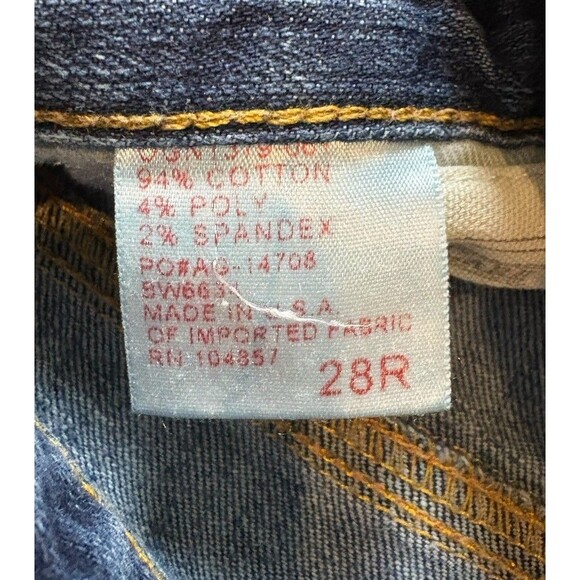 94% COTTON
4% POLY
2% SPANDEX
PO#AG-14708
MADE IN U.S.A.
OF IMPORTED FABRIC
RN 104857
28R